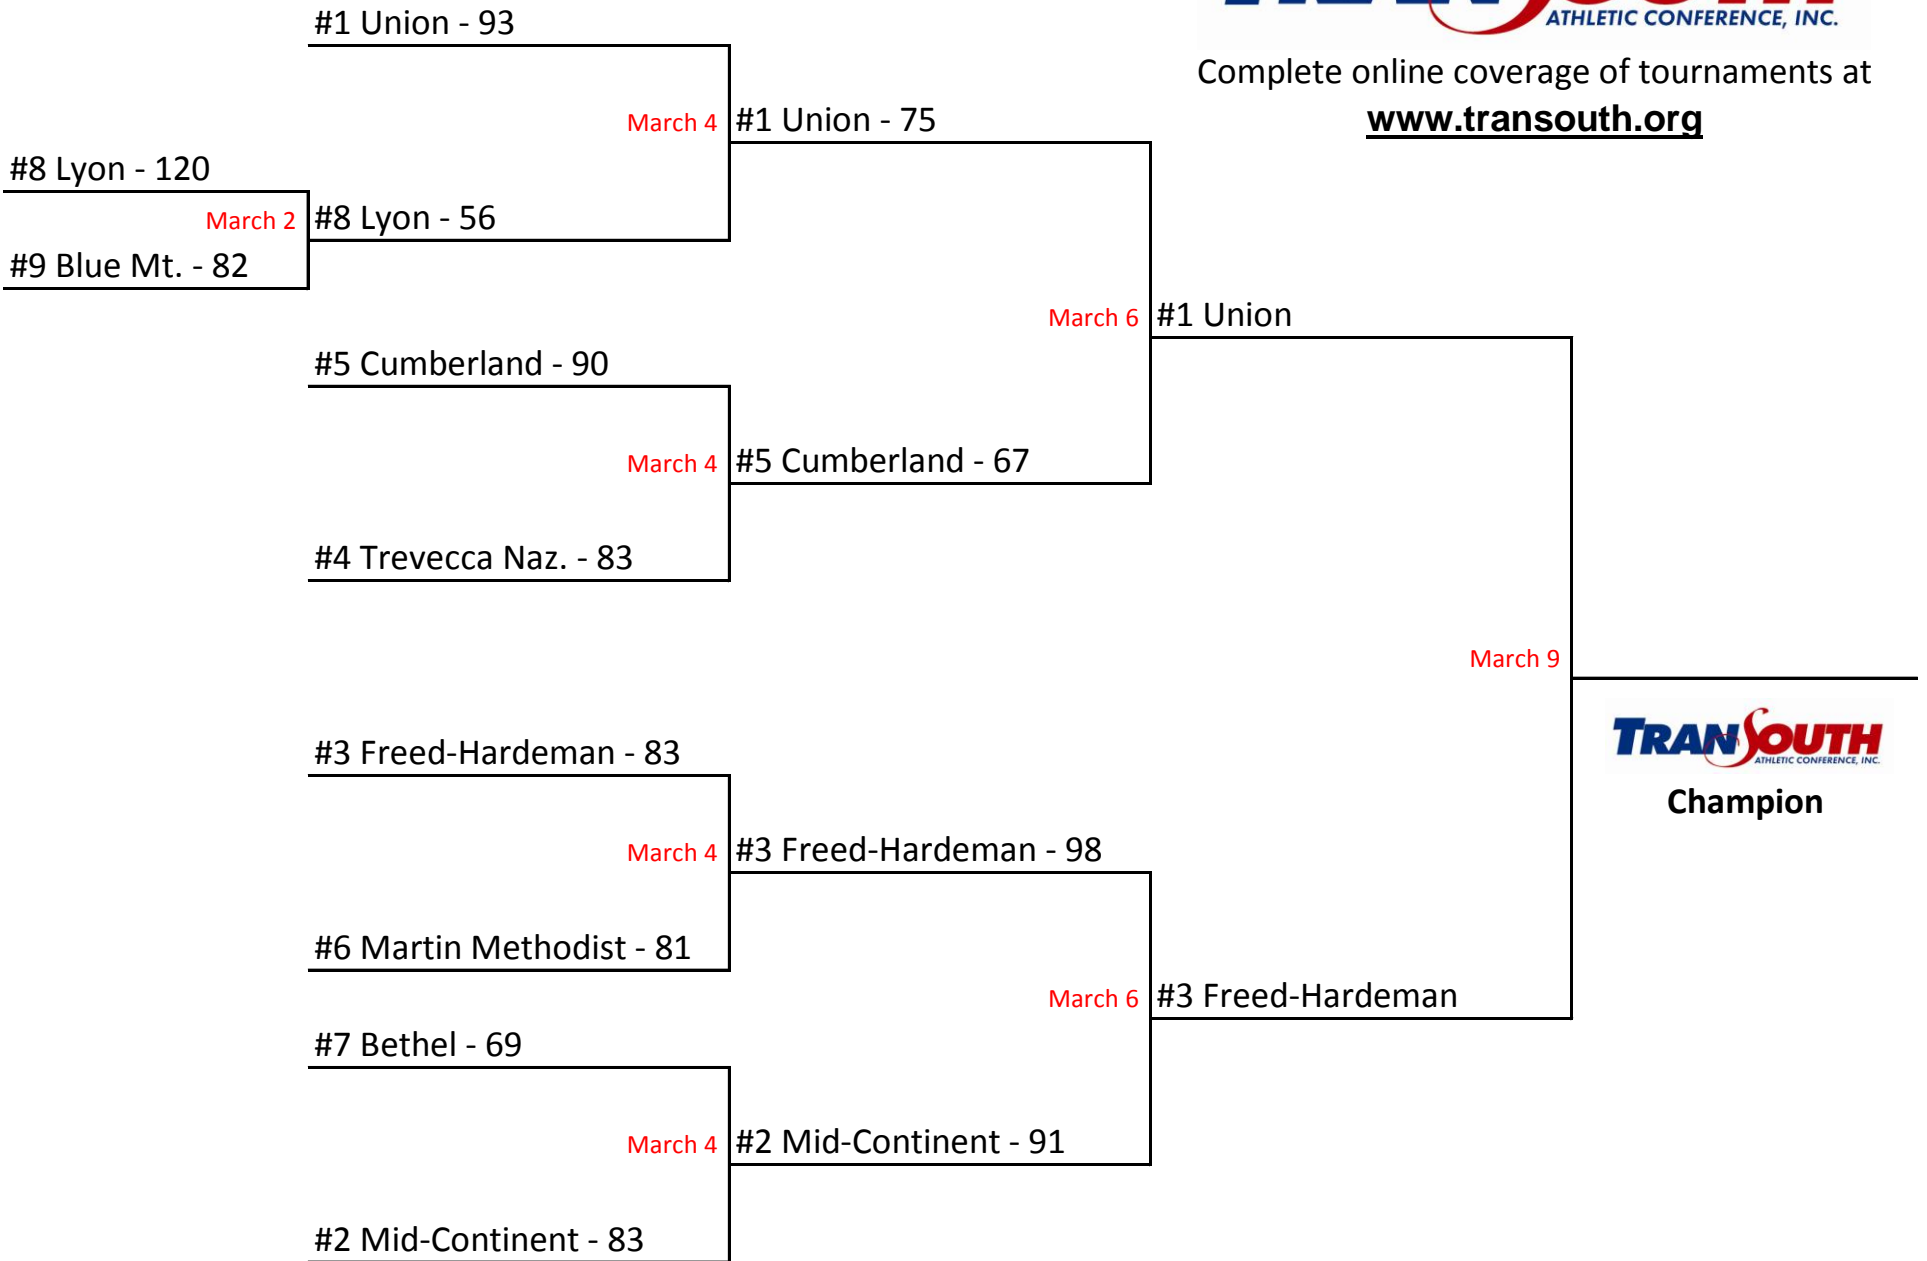 #1 Union - 93
ATHLETIC CONFERENCE, INC.
Complete online coverage of tournaments at
www.transouth.org
March 4
#1 Union - 75
#8 Lyon - 120
March 2
#8 Lyon - 56
#9 Blue Mt. - 82
March 6
#1 Union
#5 Cumberland - 90
March 4
#5 Cumberland - 67
#4 Trevecca Naz. - 83
March 9
TRANSOUTH
ATHLETIC CONFERENCE, INC.
Champion
#3 Freed-Hardeman - 83
March 4
#3 Freed-Hardeman - 98
#6 Martin Methodist - 81
March 6
#3 Freed-Hardeman
#7 Bethel - 69
March 4
#2 Mid-Continent - 91
#2 Mid-Continent - 83